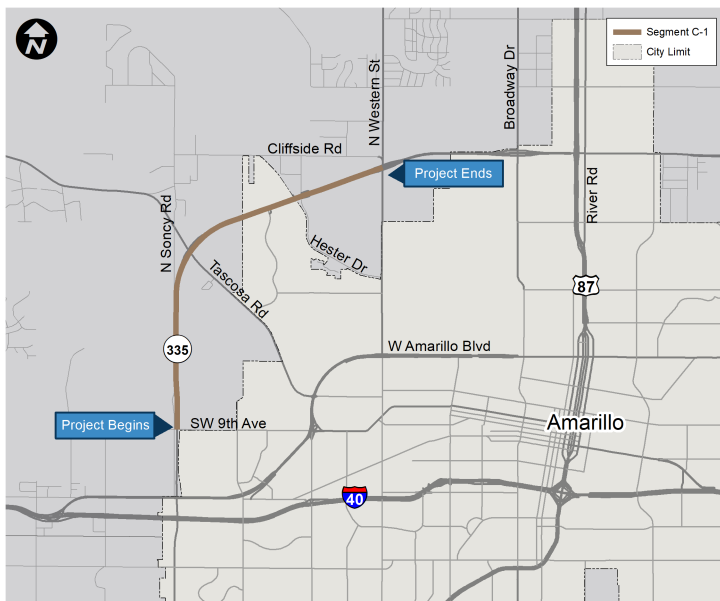 N
Segment C-1
City Limit
N Western St
Broadway Dr
Cliffside Rd
Project Ends
N Soncy Rd
River Rd
Hester Dr
Tascosa Rd
87
335
W Amarillo Blvd
Project Begins
SW 9th Ave
Amarillo
40